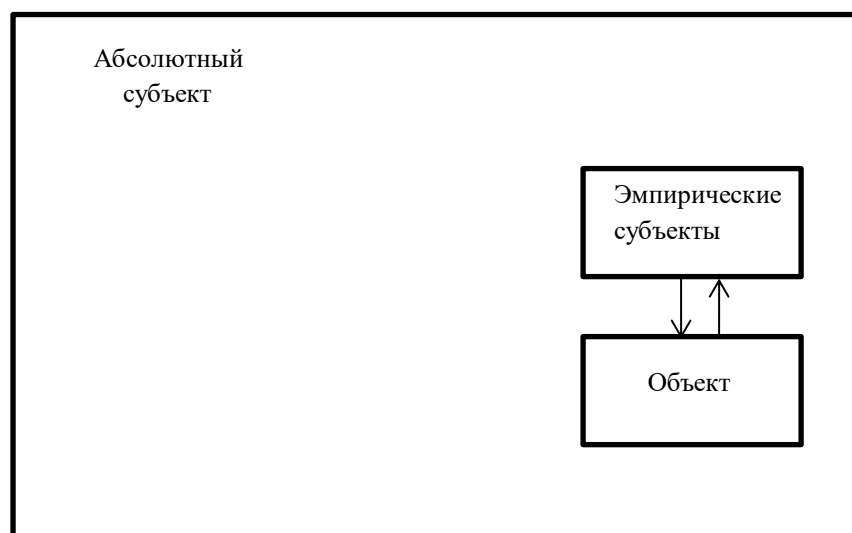 Абсолютный
субъект
Эмпирические
субъекты
Объект